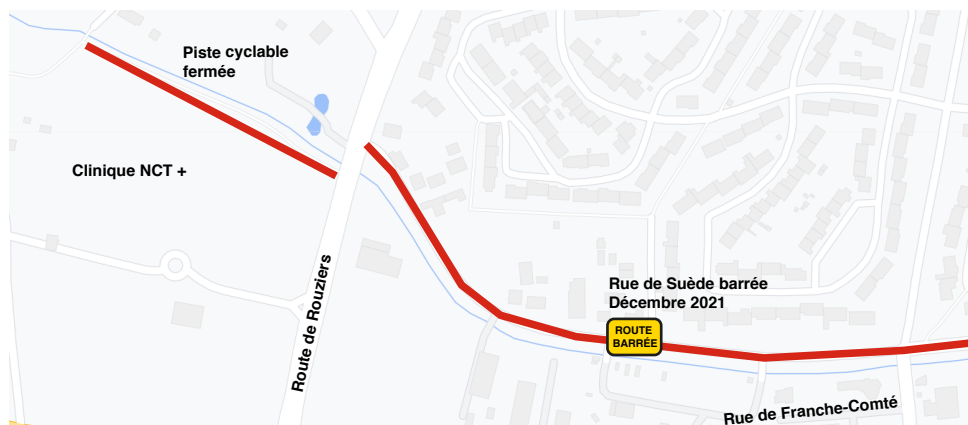 Piste cyclable
fermée
Clinique NCT +
Route de Rouziers
Rue de Suède barrée
Décembre 2021
ROUTE
BARRÉE
Rue de Franche-Comté